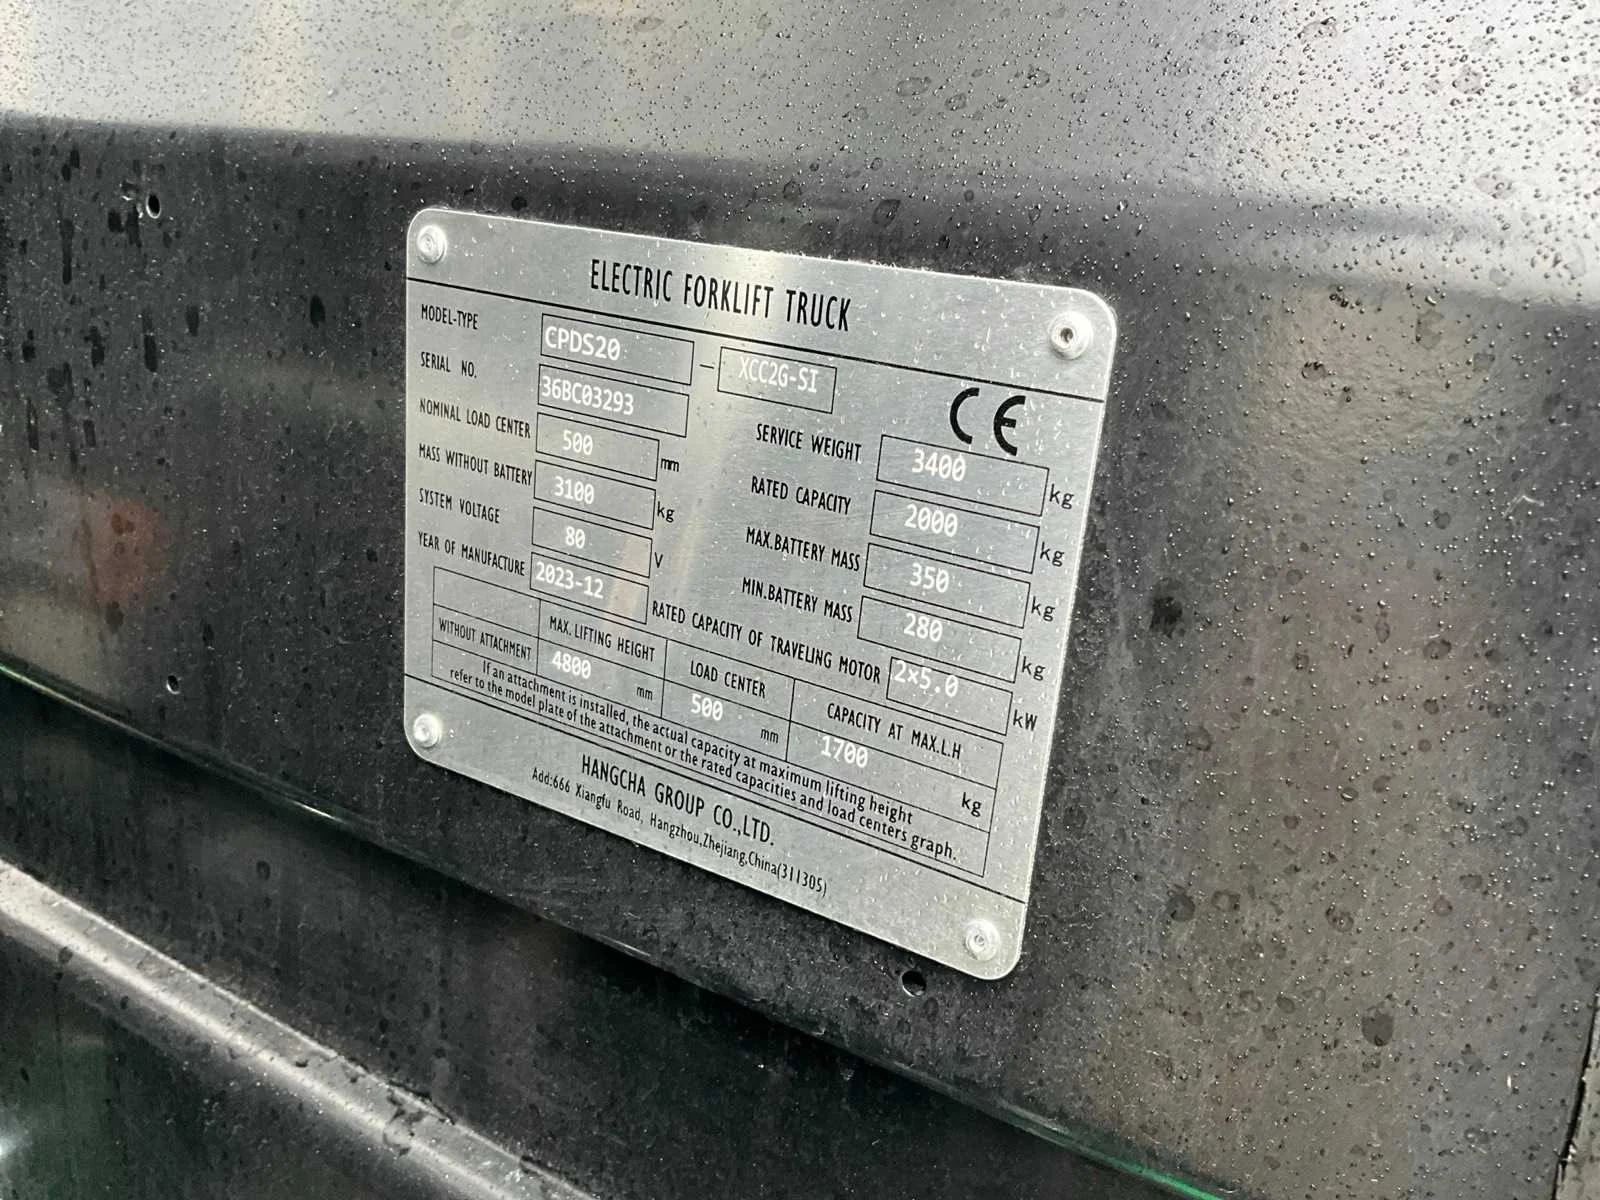 ELECTRIC FORKLIFT TRUCK
MODEL-TYPE CPDS20 - XCC2G-SI
SERIAL NO. 36BC03293
CE
NOMINAL LOAD CENTER 500 mm
SERVICE WEIGHT 3400 kg
MASS WITHOUT BATTERY 3100 kg
RATED CAPACITY 2000 kg
SYSTEM VOLTAGE 80 V
MAX.BATTERY MASS 350 kg
YEAR OF MANUFACTURE 2023-12
MIN.BATTERY MASS 280 kg
RATED CAPACITY OF TRAVELING MOTOR 2×5.0 kW
MAX. LIFTING HEIGHT LOAD CENTER CAPACITY AT MAX.L.H
WITHOUT ATTACHMENT 4800 mm 500 mm 1700 kg
If an attachment is installed, the actual capacity at maximum lifting height
refer to the model plate of the attachment or the rated capacities and load centers graph.
HANGCHA GROUP CO.,LTD.
Add:666 Xiangfu Road, Hangzhou,Zhejiang,China(311305)